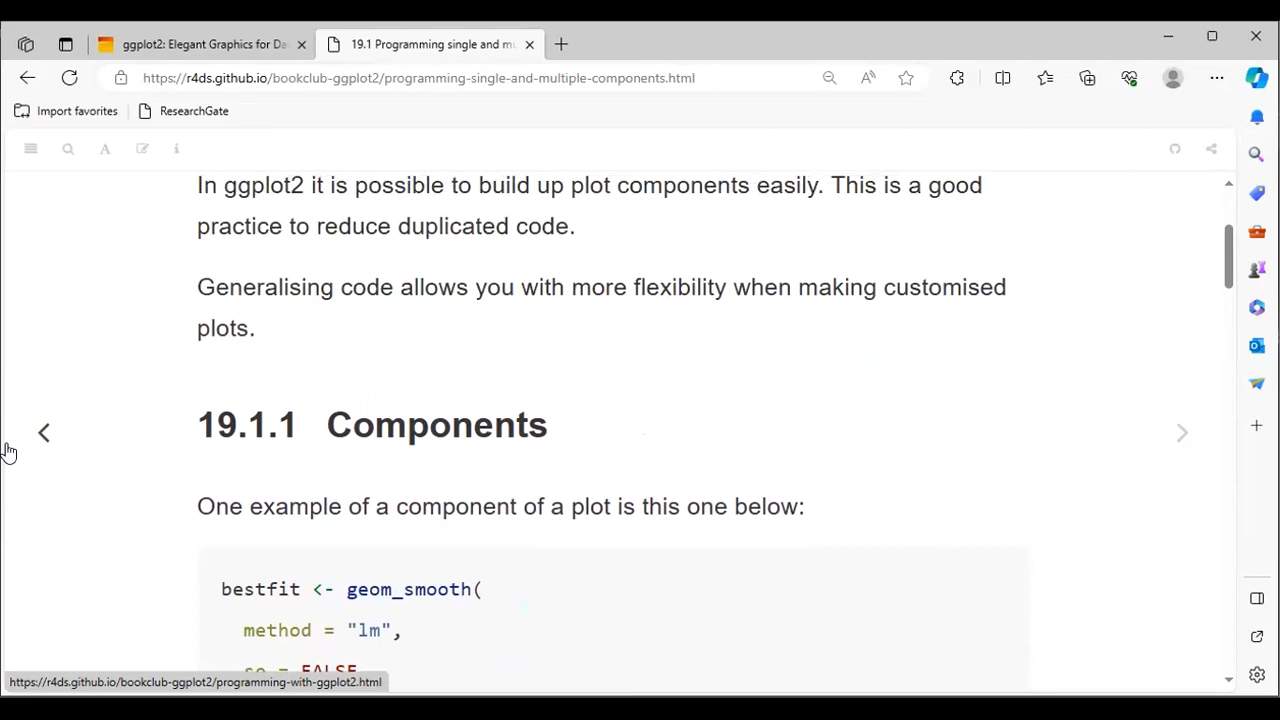 ggplot2: Elegant Graphics for Da
19.1 Programming single and mu
https://r4ds.github.io/bookclub-ggplot2/programming-single-and-multiple-components.html
Import favorites
ResearchGate
In ggplot2 it is possible to build up plot components easily. This is a good
practice to reduce duplicated code.
Generalising code allows you with more flexibility when making customised
plots.
19.1.1 Components
One example of a component of a plot is this one below:
bestfit <- geom_smooth(
method = "lm",
se = FALSE
https://r4ds.github.io/bookclub-ggplot2/programming-with-ggplot2.html